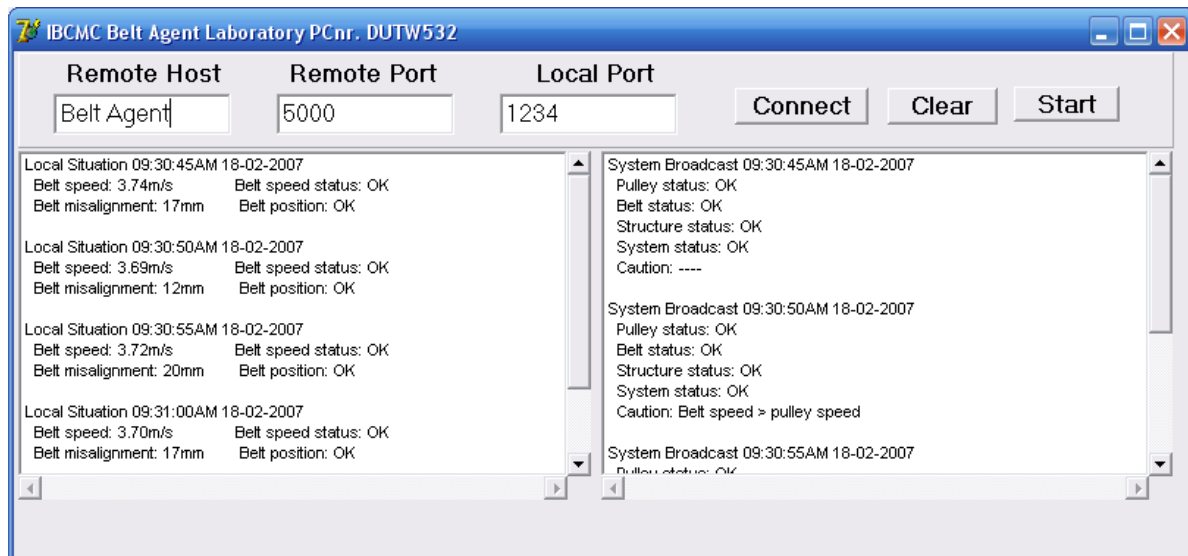 IBCMC Belt Agent Laboratory PCnr. DUTW532
Remote Host Remote Port Local Port
Belt Agent 5000 1234 Connect Clear Start
Local Situation 09:30:45AM 18-02-2007
Belt speed: 3.74m/s Belt speed status: OK
Belt misalignment: 17mm Belt position: OK
Local Situation 09:30:50AM 18-02-2007
Belt speed: 3.69m/s Belt speed status: OK
Belt misalignment: 12mm Belt position: OK
Local Situation 09:30:55AM 18-02-2007
Belt speed: 3.72m/s Belt speed status: OK
Belt misalignment: 20mm Belt position: OK
Local Situation 09:31:00AM 18-02-2007
Belt speed: 3.70m/s Belt speed status: OK
Belt misalignment: 17mm Belt position: OK
System Broadcast 09:30:45AM 18-02-2007
Pulley status: OK
Belt status: OK
Structure status: OK
System status: OK
Caution: ----
System Broadcast 09:30:50AM 18-02-2007
Pulley status: OK
Belt status: OK
Structure status: OK
System status: OK
Caution: Belt speed > pulley speed
System Broadcast 09:30:55AM 18-02-2007
Pulley status: OK